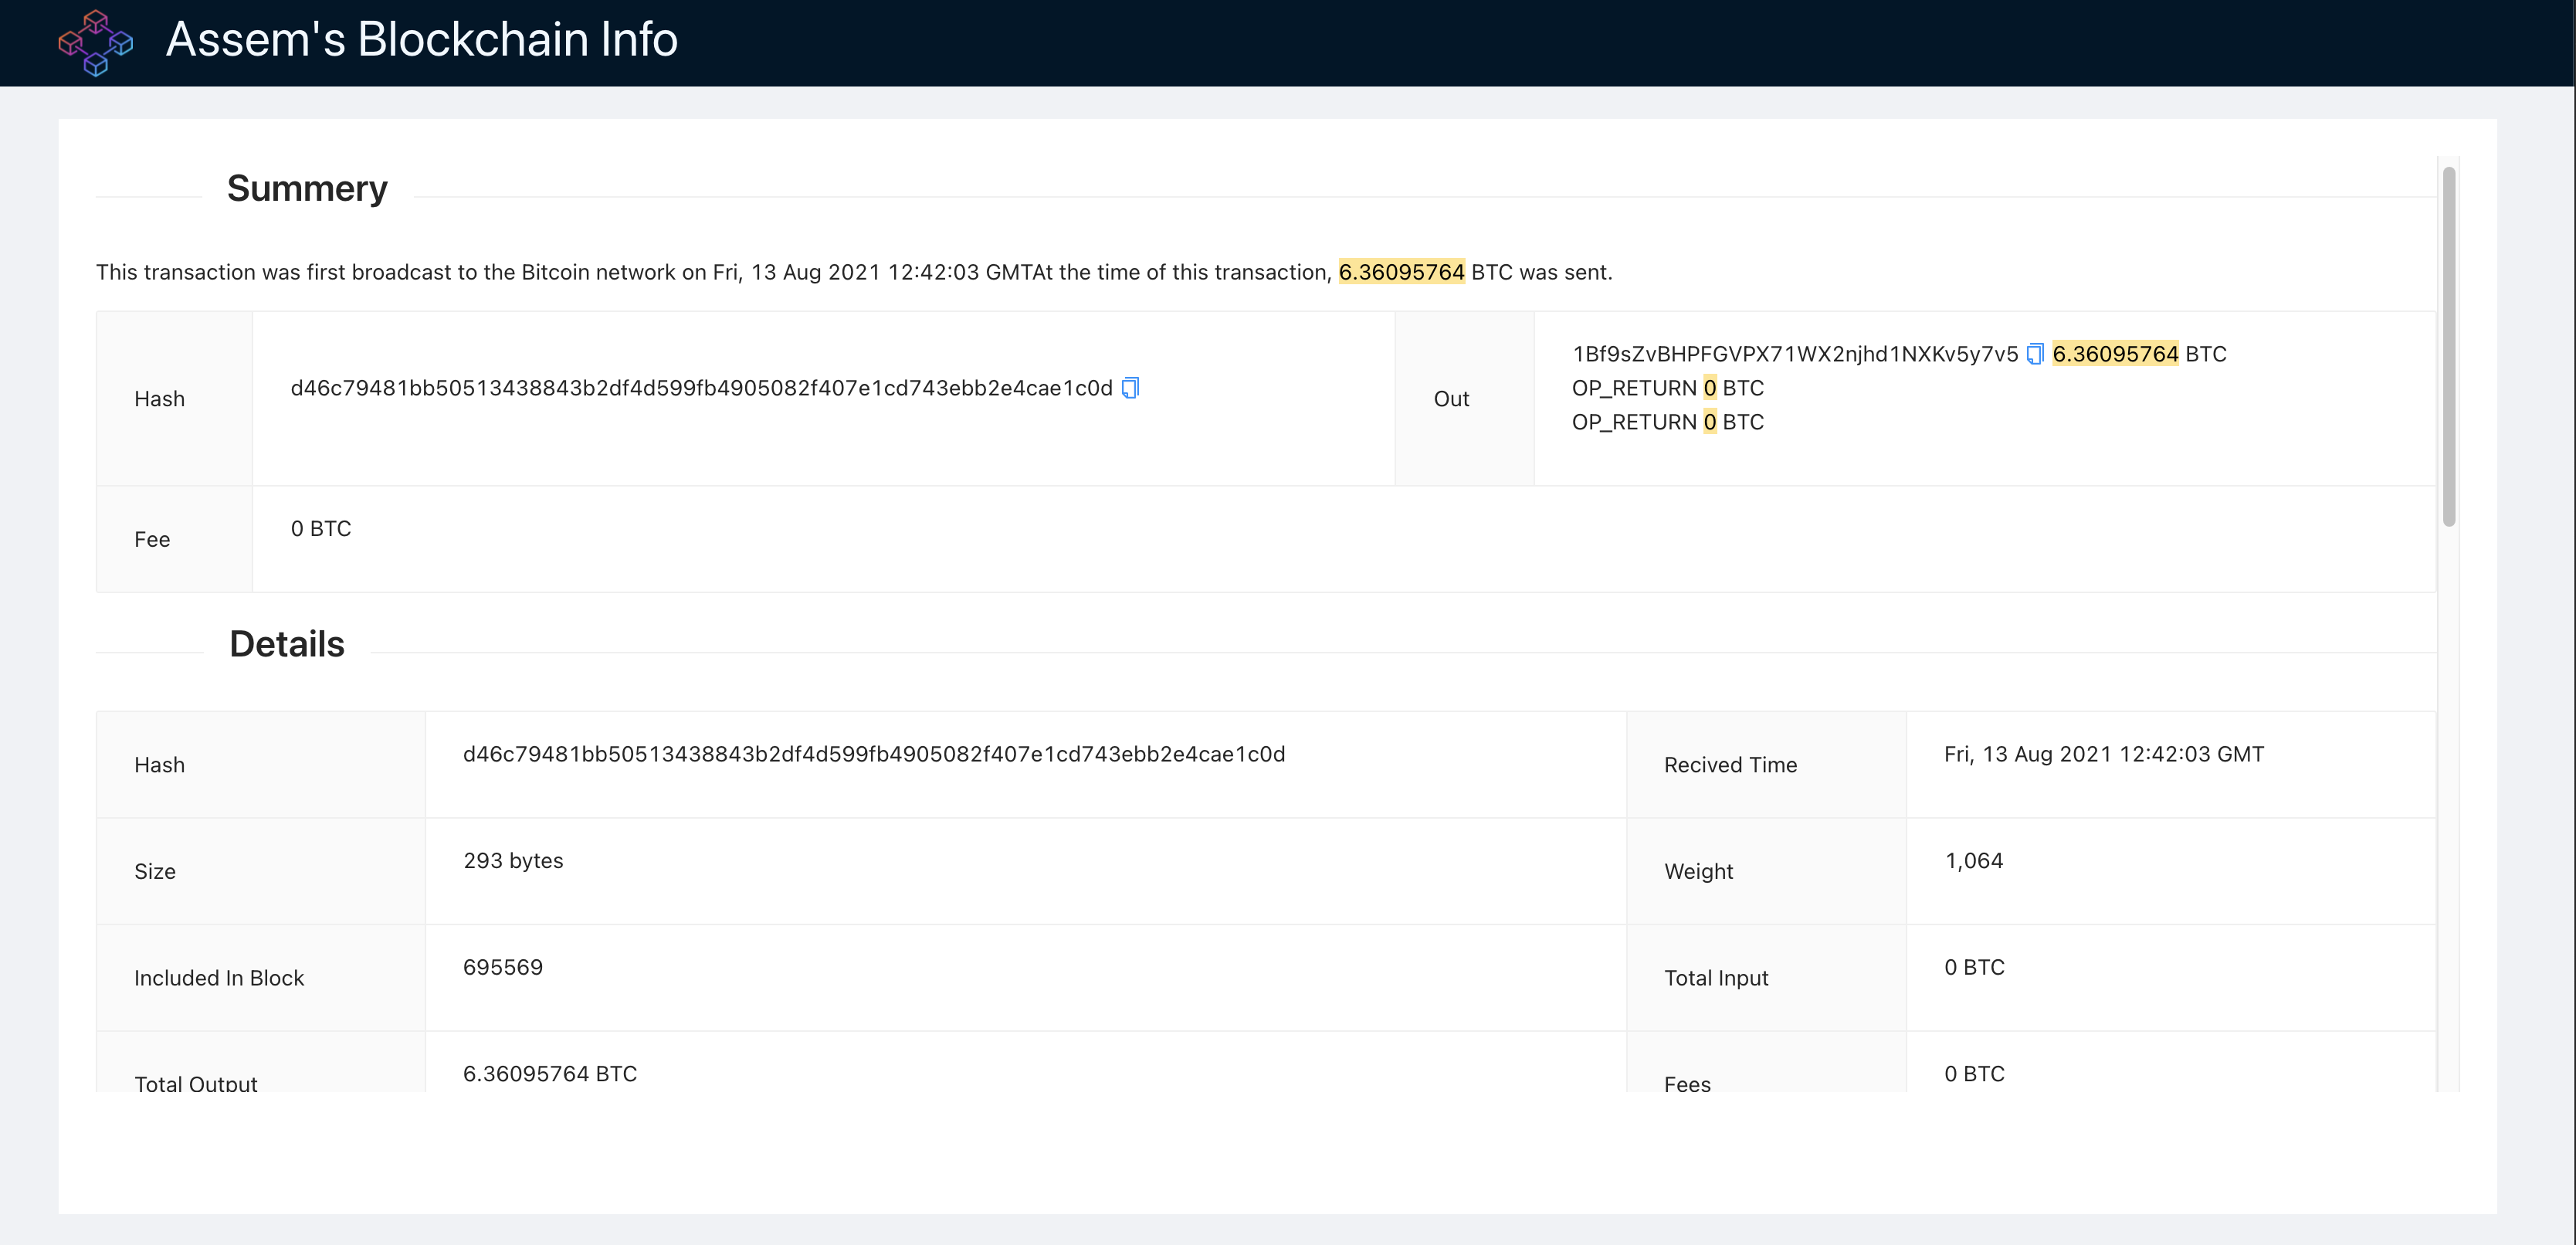 Assem's Blockchain Info
Summery
This transaction was first broadcast to the Bitcoin network on Fri, 13 Aug 2021 12:42:03 GMTAt the time of this transaction, 6.36095764 BTC was sent.
Hash
d46c79481bb50513438843b2df4d599fb4905082f407e1cd743ebb2e4cae1c0d
Out
1Bf9sZvBHPFGVPX71WX2njhd1NXKv5y7v5 6.36095764 BTC
OP_RETURN 0 BTC
OP_RETURN 0 BTC
Fee
0 BTC
Details
Hash
d46c79481bb50513438843b2df4d599fb4905082f407e1cd743ebb2e4cae1c0d
Recived Time
Fri, 13 Aug 2021 12:42:03 GMT
Size
293 bytes
Weight
1,064
Included In Block
695569
Total Input
0 BTC
Total Output
6.36095764 BTC
Fees
0 BTC